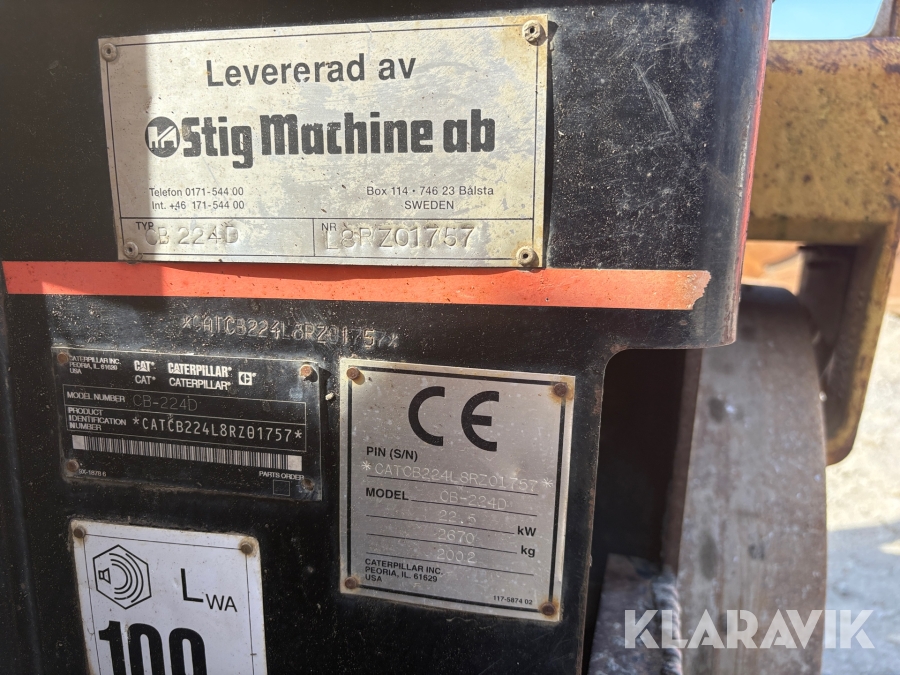 Levererad av
Stig Machine ab
Telefon 0171-544 00
Int. +46 171-544 00
Box 114 • 746 23 Bålsta
SWEDEN
TYP CB 224D
NR L8RZ01757
*CATCB224L8RZ01757*
CATERPILLAR INC.
PEORIA, IL 61629
USA
CAT® CATERPILLAR®
CAT® CATERPILLAR®
MODEL NUMBER CB-224D
PRODUCT
IDENTIFICATION
NUMBER
*CATCB224L8RZ01757*
PARTS ORDER
CE
PIN (S/N)
*CATCB224L8RZ01757*
MODEL CB-224D
22.5 kW
2670 kg
2002
CATERPILLAR INC.
PEORIA, IL. 61629
USA
117-5874 02
LWA
100
KLARAVIK